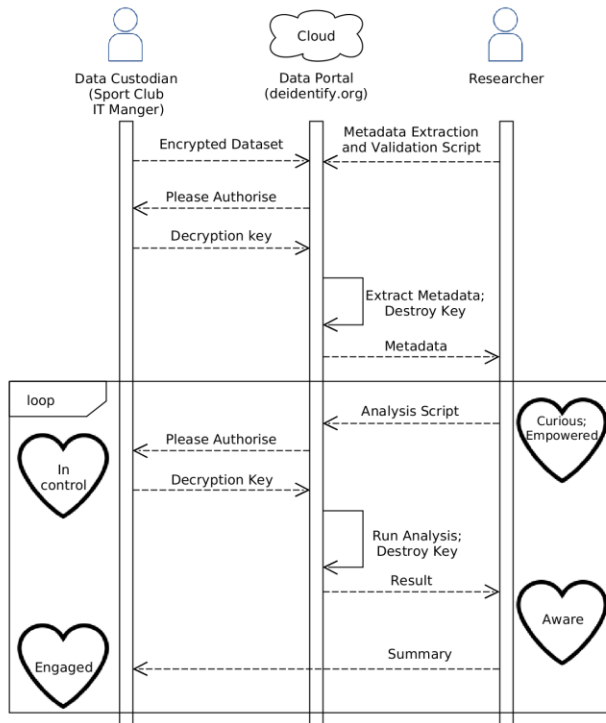 Cloud
Data Custodian
(Sport Club
IT Manger)
Data Portal
(deidentify.org)
Researcher
Encrypted Dataset
Metadata Extraction
and Validation Script
Please Authorise
Decryption key
Extract Metadata;
Destroy Key
Metadata
loop
Analysis Script
Curious;
Empowered
Please Authorise
In
control
Decryption Key
Run Analysis;
Destroy Key
Result
Aware
Engaged
Summary